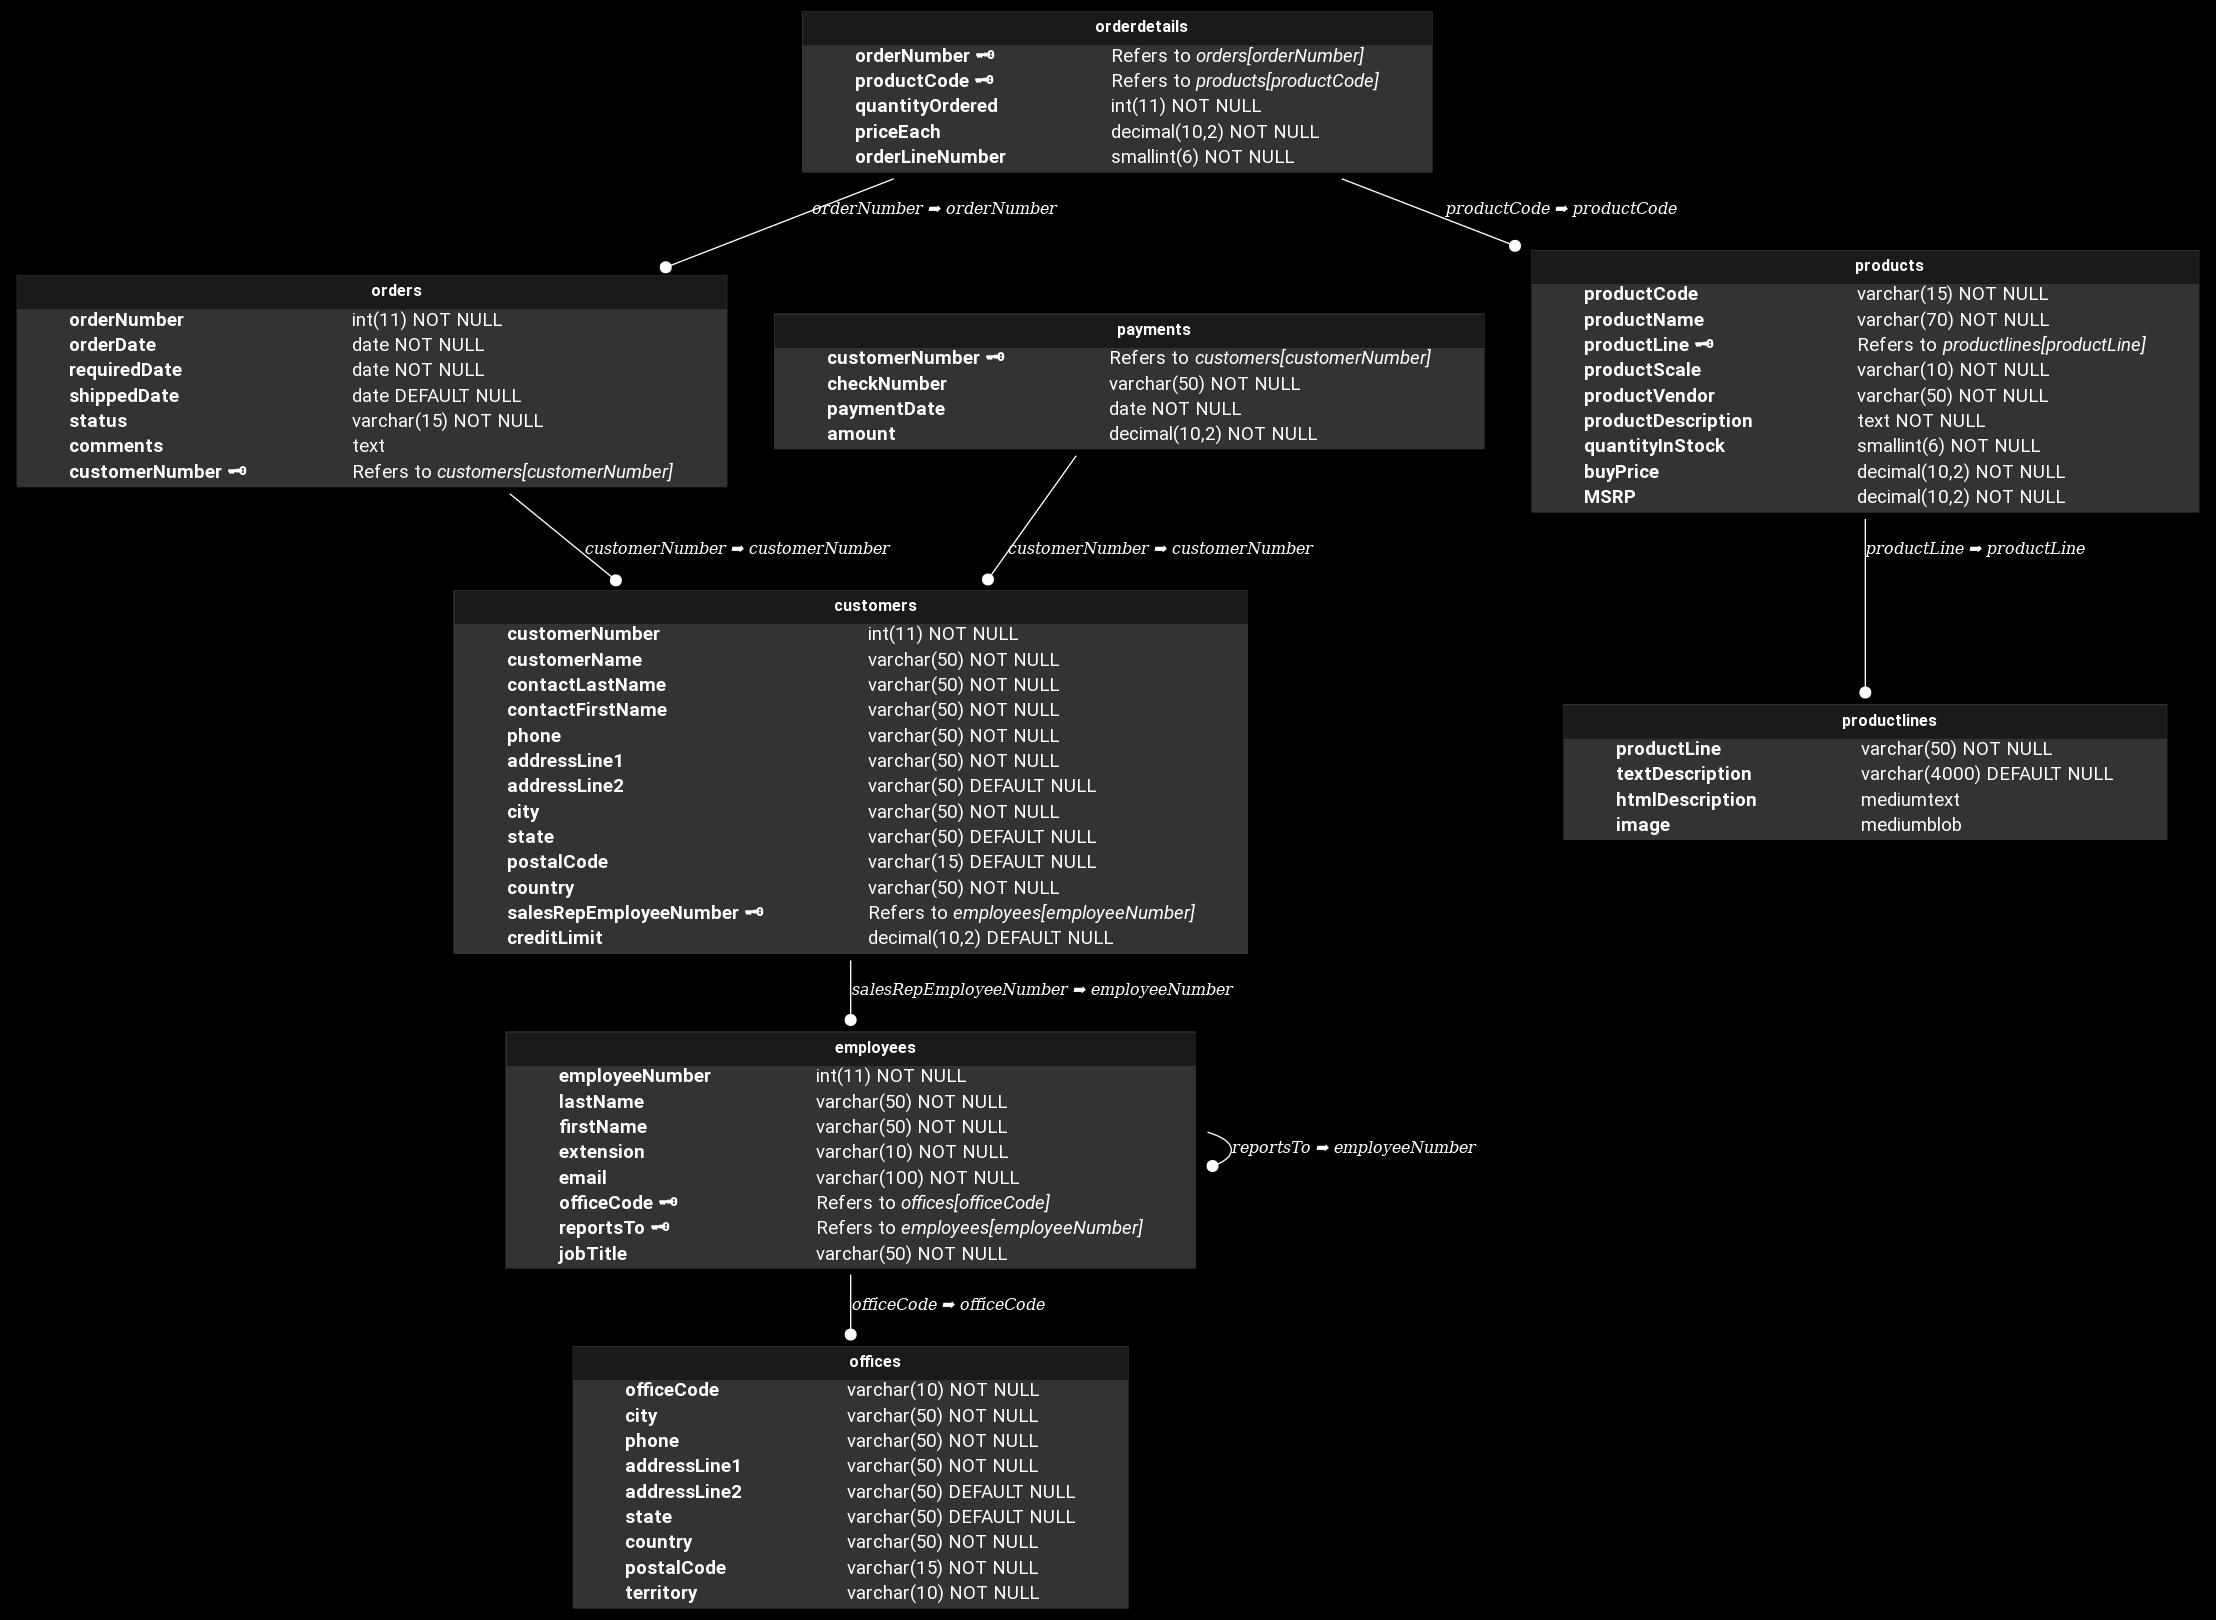 orderdetails
orderNumber 🗝 Refers to orders[orderNumber]
productCode 🗝 Refers to products[productCode]
quantityOrdered int(11) NOT NULL
priceEach decimal(10,2) NOT NULL
orderLineNumber smallint(6) NOT NULL
orderNumber ➡ orderNumber
productCode ➡ productCode
orders
orderNumber int(11) NOT NULL
orderDate date NOT NULL
requiredDate date NOT NULL
shippedDate date DEFAULT NULL
status varchar(15) NOT NULL
comments text
customerNumber 🗝 Refers to customers[customerNumber]
payments
customerNumber 🗝 Refers to customers[customerNumber]
checkNumber varchar(50) NOT NULL
paymentDate date NOT NULL
amount decimal(10,2) NOT NULL
products
productCode varchar(15) NOT NULL
productName varchar(70) NOT NULL
productLine 🗝 Refers to productlines[productLine]
productScale varchar(10) NOT NULL
productVendor varchar(50) NOT NULL
productDescription text NOT NULL
quantityInStock smallint(6) NOT NULL
buyPrice decimal(10,2) NOT NULL
MSRP decimal(10,2) NOT NULL
customerNumber ➡ customerNumber
customerNumber ➡ customerNumber
productLine ➡ productLine
customers
customerNumber int(11) NOT NULL
customerName varchar(50) NOT NULL
contactLastName varchar(50) NOT NULL
contactFirstName varchar(50) NOT NULL
phone varchar(50) NOT NULL
addressLine1 varchar(50) NOT NULL
addressLine2 varchar(50) DEFAULT NULL
city varchar(50) NOT NULL
state varchar(50) DEFAULT NULL
postalCode varchar(15) DEFAULT NULL
country varchar(50) NOT NULL
salesRepEmployeeNumber 🗝 Refers to employees[employeeNumber]
creditLimit decimal(10,2) DEFAULT NULL
productlines
productLine varchar(50) NOT NULL
textDescription varchar(4000) DEFAULT NULL
htmlDescription mediumtext
image mediumblob
salesRepEmployeeNumber ➡ employeeNumber
employees
employeeNumber int(11) NOT NULL
lastName varchar(50) NOT NULL
firstName varchar(50) NOT NULL
extension varchar(10) NOT NULL
email varchar(100) NOT NULL
officeCode 🗝 Refers to offices[officeCode]
reportsTo 🗝 Refers to employees[employeeNumber]
jobTitle varchar(50) NOT NULL
reportsTo ➡ employeeNumber
officeCode ➡ officeCode
offices
officeCode varchar(10) NOT NULL
city varchar(50) NOT NULL
phone varchar(50) NOT NULL
addressLine1 varchar(50) NOT NULL
addressLine2 varchar(50) DEFAULT NULL
state varchar(50) DEFAULT NULL
country varchar(50) NOT NULL
postalCode varchar(15) NOT NULL
territory varchar(10) NOT NULL